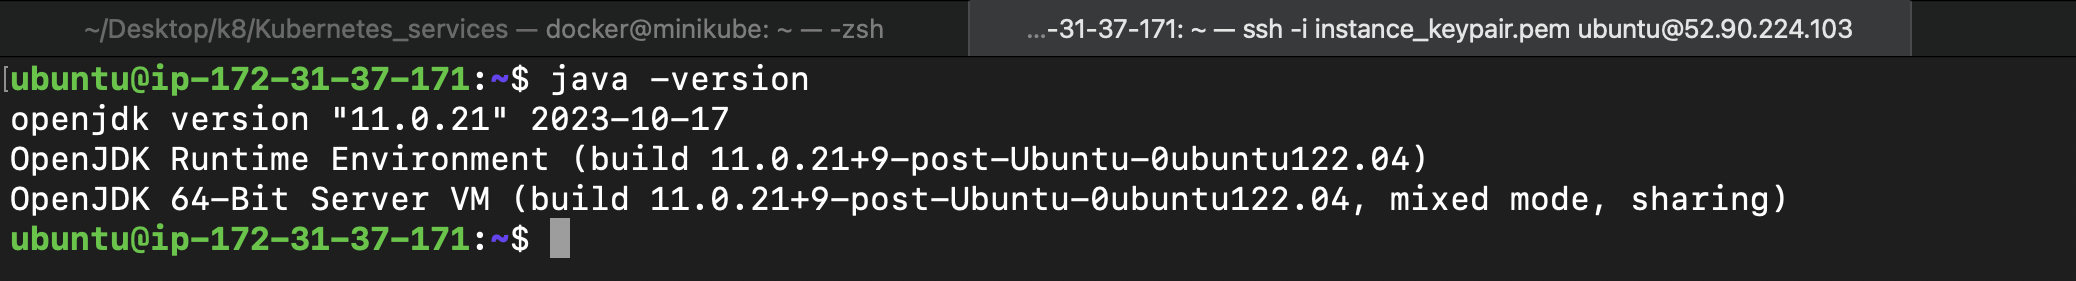 ~/Desktop/k8/Kubernetes_services — docker@minikube: ~ — -zsh
...-31-37-171: ~ — ssh -i instance_keypair.pem ubuntu@52.90.224.103
[ubuntu@ip-172-31-37-171:~$ java -version
openjdk version "11.0.21" 2023-10-17
OpenJDK Runtime Environment (build 11.0.21+9-post-Ubuntu-0ubuntu122.04)
OpenJDK 64-Bit Server VM (build 11.0.21+9-post-Ubuntu-0ubuntu122.04, mixed mode, sharing)
ubuntu@ip-172-31-37-171:~$